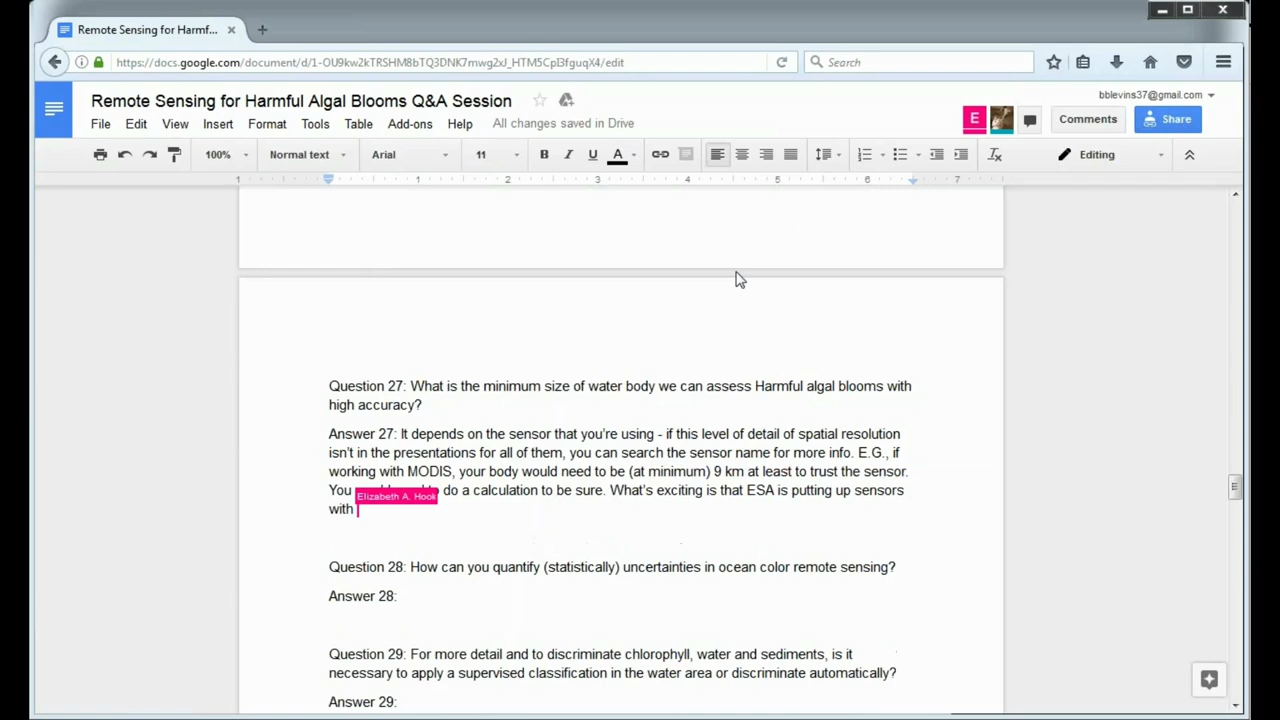 Remote Sensing for Harmf...
https://docs.google.com/document/d/1-OU9kw2kTRSHM8bTQ3DNK7mwg2xJ_HTM5CpI3fguqX4/edit
Search
Remote Sensing for Harmful Algal Blooms Q&A Session
bblevins37@gmail.com
File Edit View Insert Format Tools Table Add-ons Help All changes saved in Drive
E
Comments
Share
100% Normal text Arial 11 B I U A Editing
1 1 2 3 4 5 6 7
Question 27: What is the minimum size of water body we can assess Harmful algal blooms with
high accuracy?
Answer 27: It depends on the sensor that you're using - if this level of detail of spatial resolution
isn't in the presentations for all of them, you can search the sensor name for more info. E.G., if
working with MODIS, your body would need to be (at minimum) 9 km at least to trust the sensor.
You do a calculation to be sure. What's exciting is that ESA is putting up sensors
Elizabeth A. Hook
with
Question 28: How can you quantify (statistically) uncertainties in ocean color remote sensing?
Answer 28:
Question 29: For more detail and to discriminate chlorophyll, water and sediments, is it
necessary to apply a supervised classification in the water area or discriminate automatically?
Answer 29: